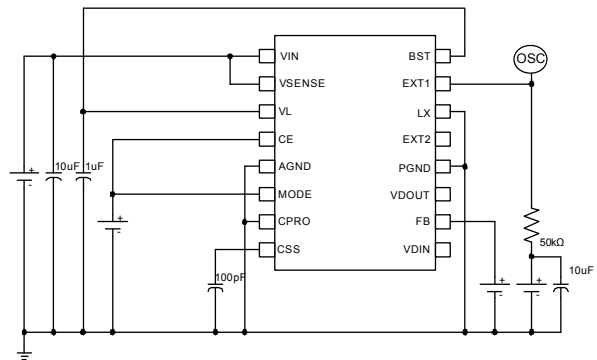 VIN BST
VSENSE EXT1
OSC
VL LX
CE EXT2
AGND PGND
MODE VDOUT
CPRO FB
CSS VDIN
+ 10uF 1uF
-
+
-
100pF
50kΩ
+ + 10uF
- -